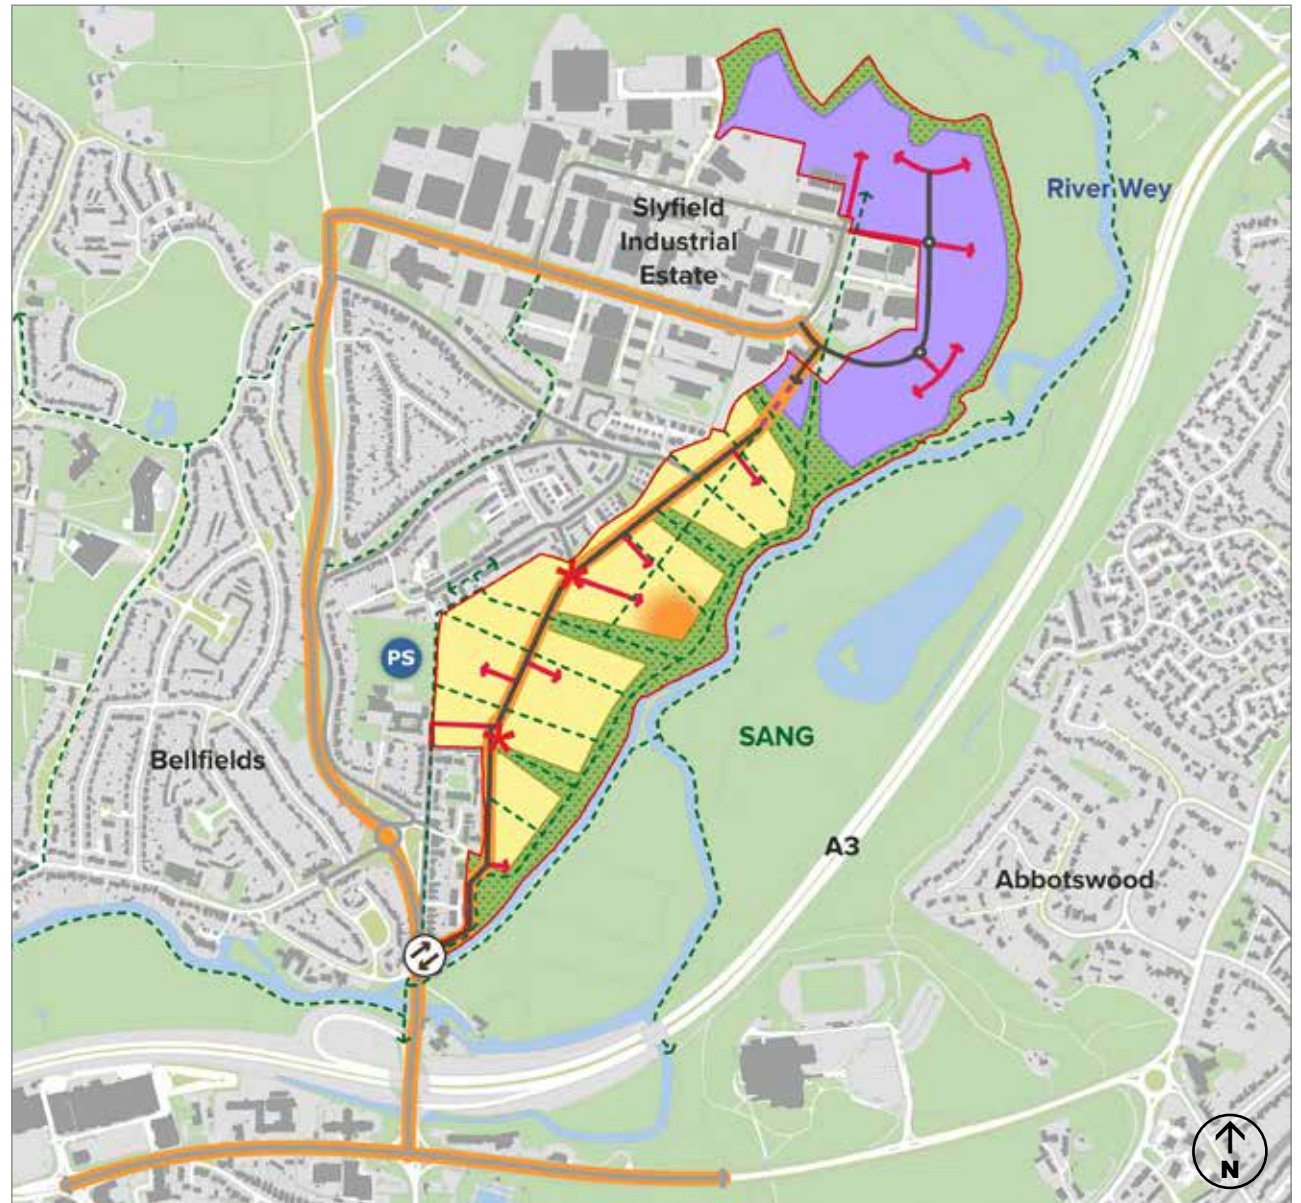 Slyfield
Industrial
Estate
River Wey
PS
SANG
Bellfields
A3
Abbotswood
N